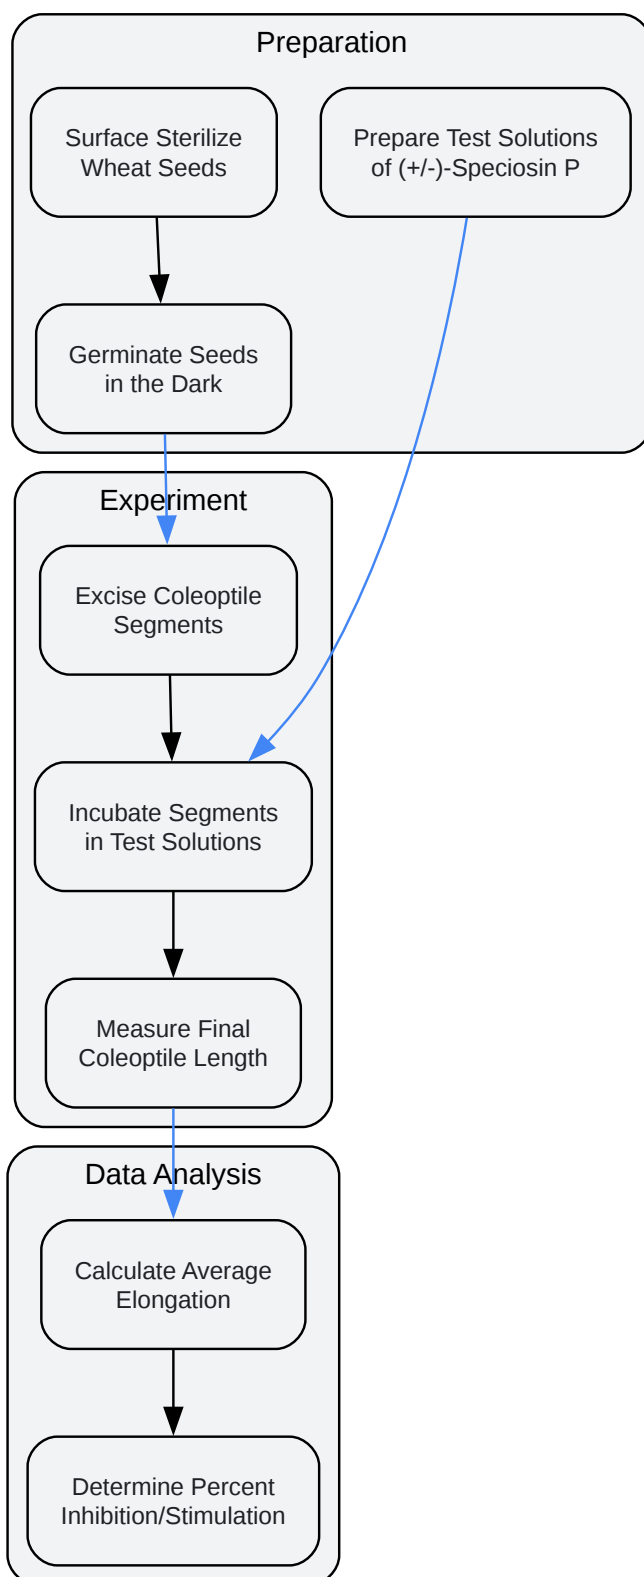 Preparation
Surface Sterilize
Wheat Seeds
Prepare Test Solutions
of (+/-)-Speciosin P
Germinate Seeds
in the Dark
Experiment
Excise Coleoptile
Segments
Incubate Segments
in Test Solutions
Measure Final
Coleoptile Length
Data Analysis
Calculate Average
Elongation
Determine Percent
Inhibition/Stimulation